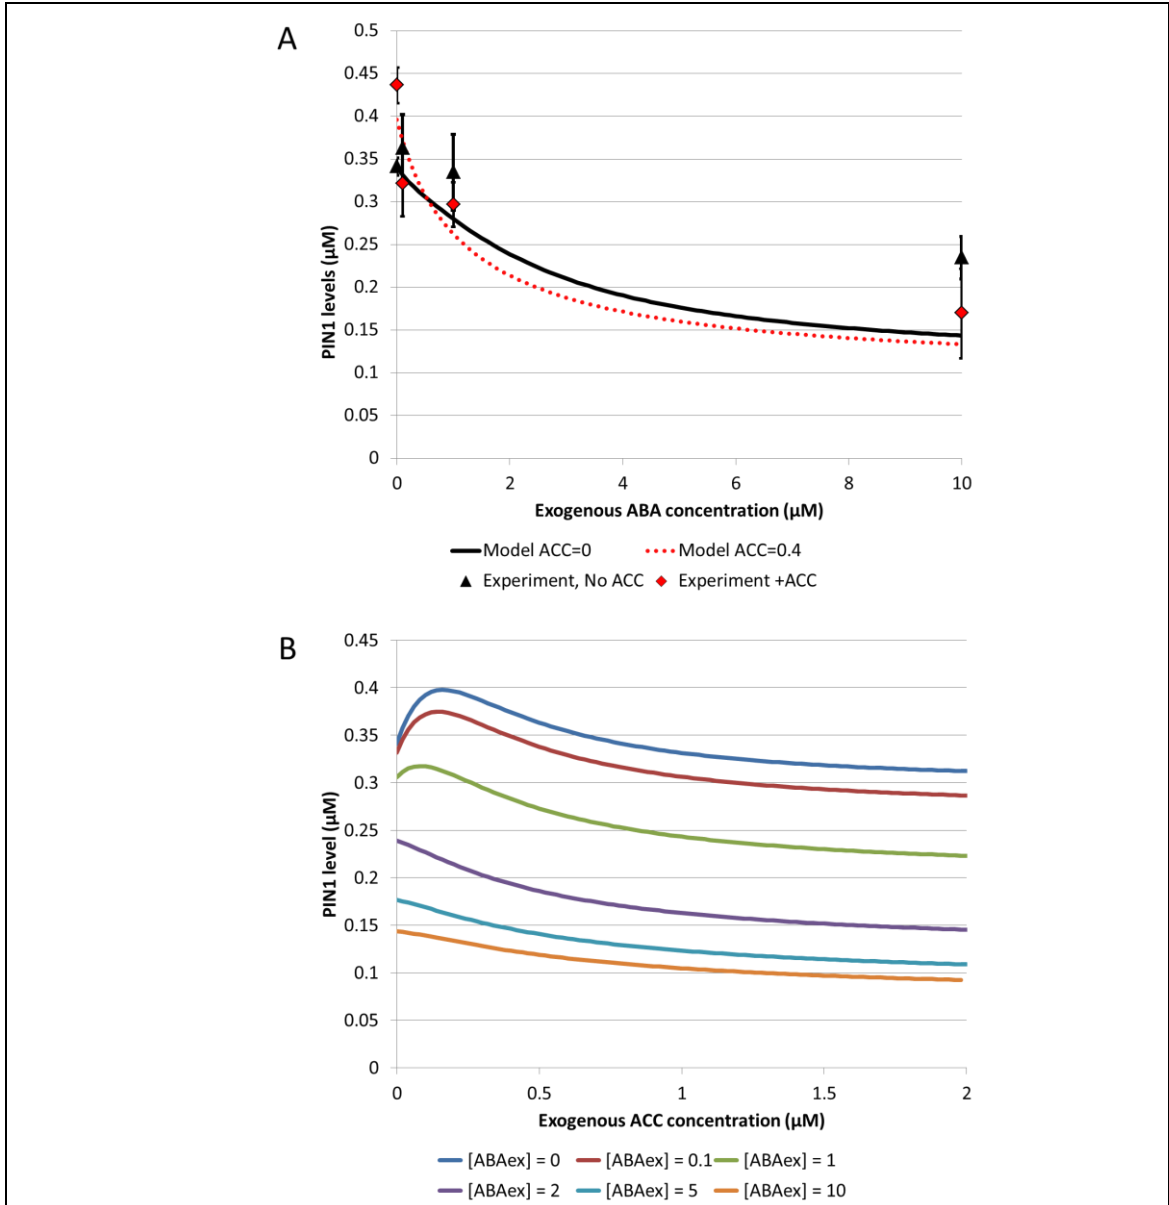 A
0.5
0.45
0.4
0.35
0.3
0.25
0.2
0.15
0.1
0.05
0
PIN1 levels (µM)
0 2 4 6 8 10
Exogenous ABA concentration (µM)
Model ACC=0 Model ACC=0.4
Experiment, No ACC Experiment +ACC
B
0.45
0.4
0.35
0.3
0.25
0.2
0.15
0.1
0.05
0
PIN1 level (µM)
0 0.5 1 1.5 2
Exogenous ACC concentration (µM)
[ABAex] = 0 [ABAex] = 0.1 [ABAex] = 1
[ABAex] = 2 [ABAex] = 5 [ABAex] = 10